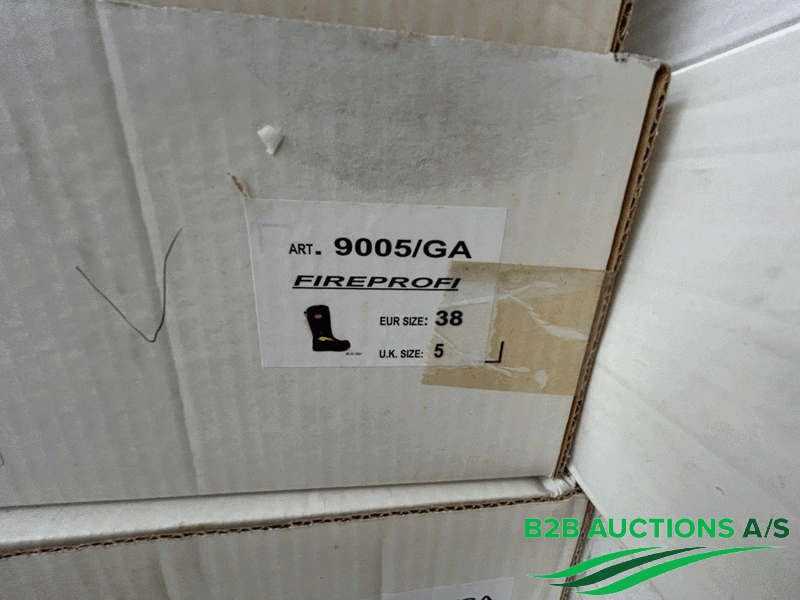 ART. 9005/GA
FIREPROFI
EUR SIZE: 38
U.K. SIZE: 5
B2B AUCTIONS A/S